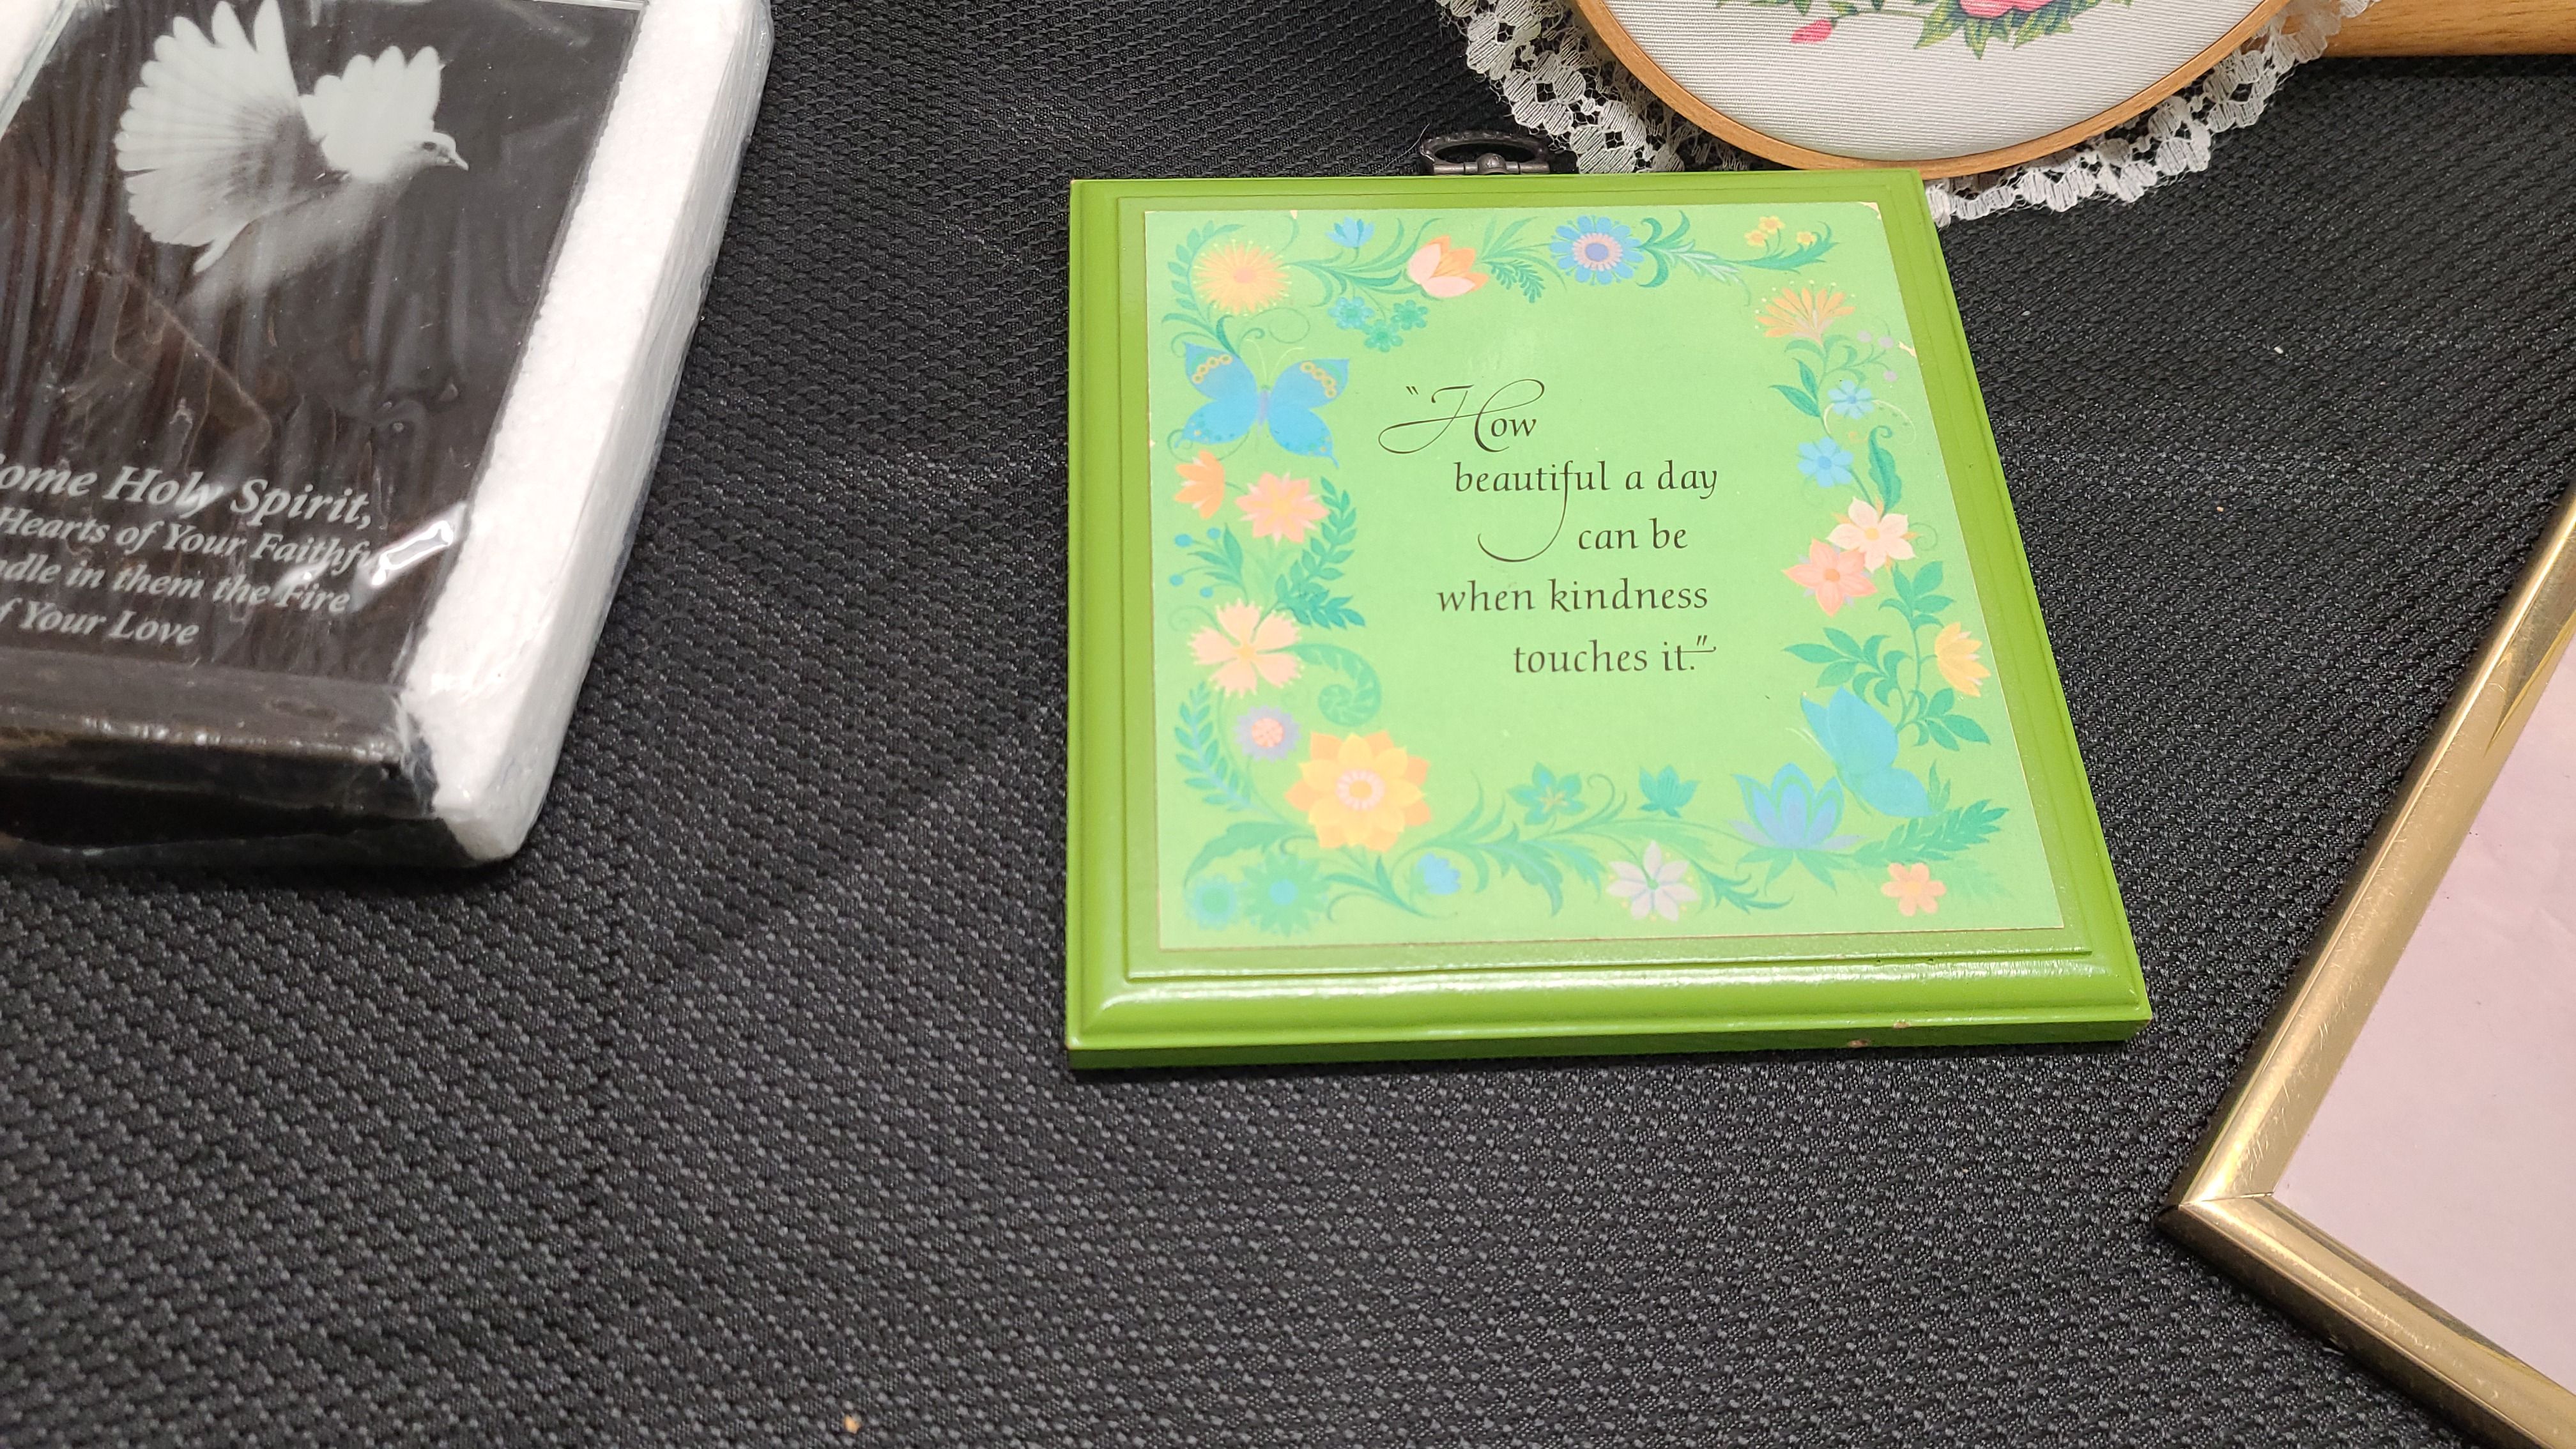 ome Holy Spirit,
Hearts of Your Faithfu
ndle in them the Fire
f Your Love
"How
beautiful a day
can be
when kindness
touches it."